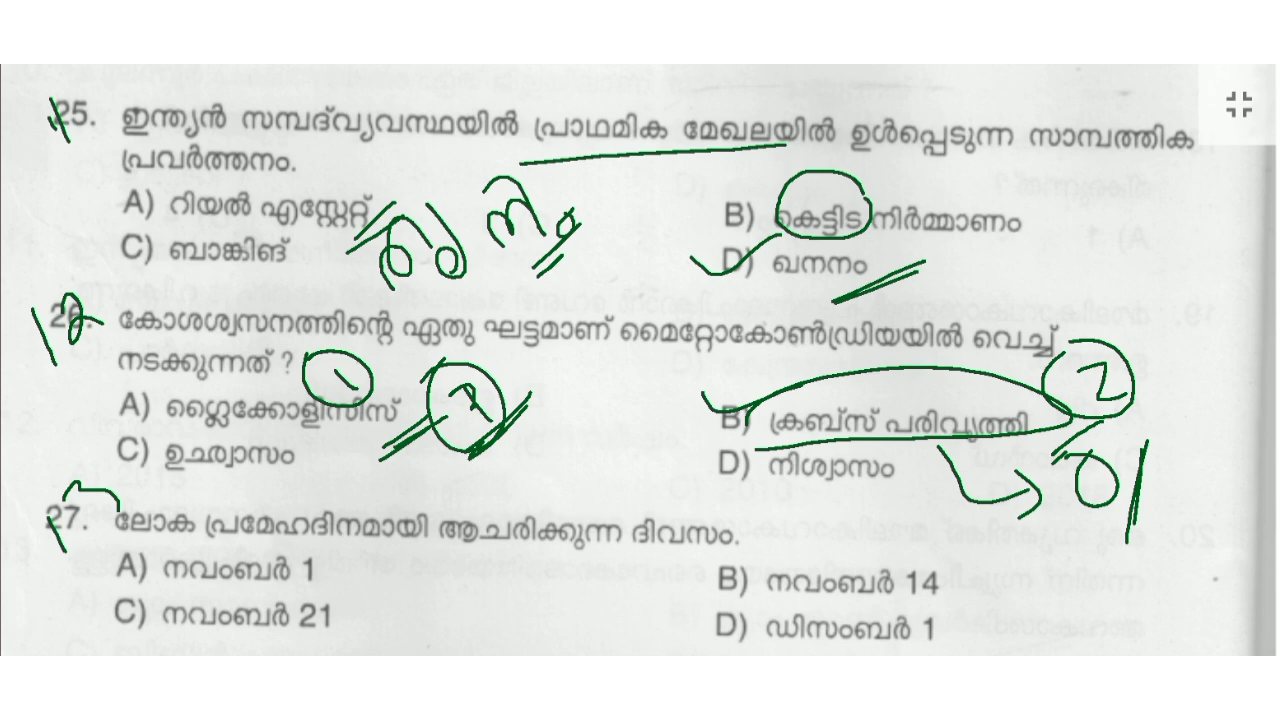 25. ഇന്ത്യൻ സമ്പദ്‌വ്യവസ്ഥയിൽ പ്രാഥമിക മേഖലയിൽ ഉൾപ്പെടുന്ന സാമ്പത്തിക
പ്രവർത്തനം.
A) റിയൽ എസ്റ്റേറ്റ്
B) കെട്ടിട നിർമ്മാണം
C) ബാങ്കിങ്
D) ഖനനം
26. കോശശ്വസനത്തിന്റെ ഏതു ഘട്ടമാണ് മൈറ്റോകോൺഡ്രിയയിൽ വെച്ച്
നടക്കുന്നത് ?
A) ഗ്ലൈക്കോളിസിസ്
B) ക്രബ്സ് പരിവൃത്തി
2
C) ഉഛ്വാസം
D) നിശ്വാസം
27. ലോക പ്രമേഹദിനമായി ആചരിക്കുന്ന ദിവസം.
A) നവംബർ 1
B) നവംബർ 14
C) നവംബർ 21
D) ഡിസംബർ 1